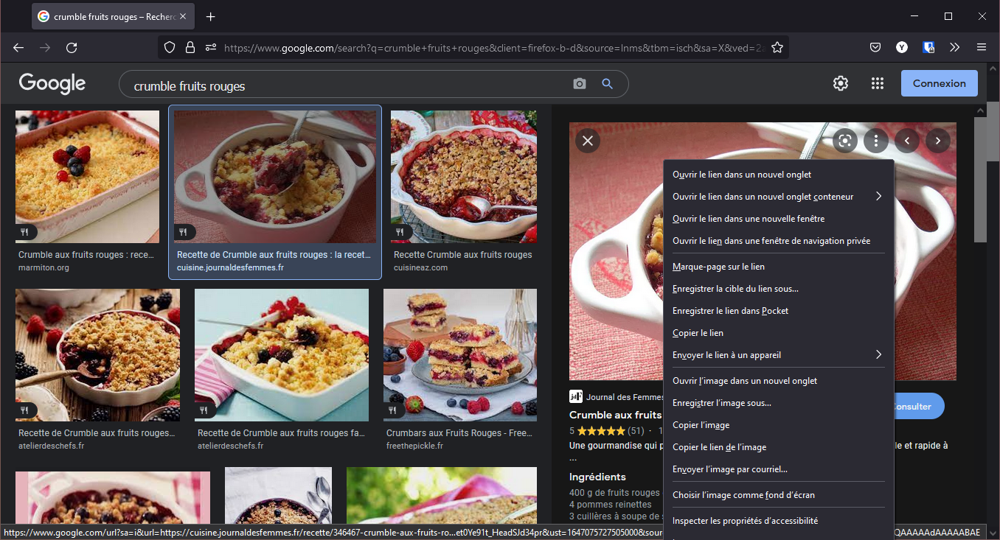 crumble fruits rouges – Recherc
https://www.google.com/search?q=crumble+fruits+rouges&client=firefox-b-d&source=lnms&tbm=isch&sa=X&ved=2a
Y
Google
crumble fruits rouges
Connexion
Crumble aux fruits rouges : rece...
marmiton.org
Recette de Crumble aux fruits rouges : la recet...
cuisine.journaldesfemmes.fr
Recette Crumble aux fruits rouges
cuisineaz.com
Recette de Crumble aux fruits rouges...
atelierdeschefs.fr
Recette de Crumble aux fruits rouges fa...
atelierdeschefs.fr
Crumbars aux Fruits Rouges - Free...
freethepickle.fr
Journal des Femmes
Consulter
Crumble aux fruits
5 ★★★★★ (51) · 1
Une gourmandise qui p
le et rapide à
...
Ingrédients
400 g de fruits rouges
4 pommes reinettes
3 cuillères à soupe de s
Ouvrir le lien dans un nouvel onglet
Ouvrir le lien dans un nouvel onglet conteneur
Ouvrir le lien dans une nouvelle fenêtre
Ouvrir le lien dans une fenêtre de navigation privée
Marque-page sur le lien
Enregistrer la cible du lien sous…
Enregistrer le lien dans Pocket
Copier le lien
Envoyer le lien à un appareil
Ouvrir l’image dans un nouvel onglet
Enregistrer l’image sous…
Copier l’image
Copier le lien de l’image
Envoyer l’image par courriel…
Choisir l’image comme fond d’écran
Inspecter les propriétés d’accessibilité
https://www.google.com/url?sa=i&url=https://cuisine.journaldesfemmes.fr/recette/346467-crumble-aux-fruits-ro…et0Ye91t_HeadSJd34pr&ust=1647075727505000&sour
QAAAAAdAAAAABAE